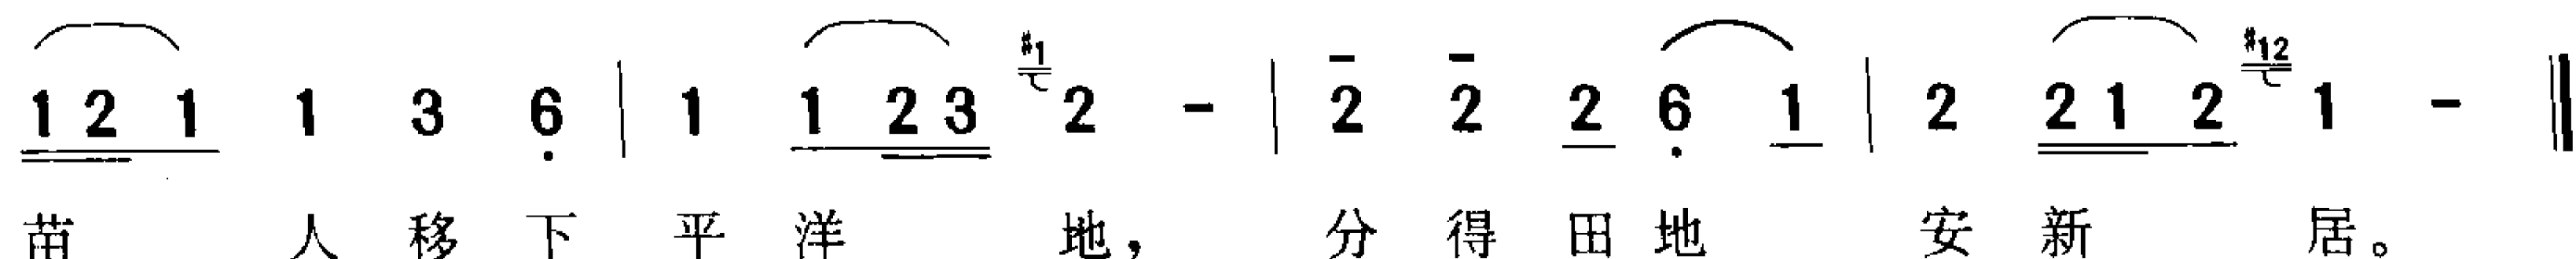 1 2 1 1 3 6 | 1 1 2 3 #1 2 - | 2 2 2 6 1 | 2 2 1 2 #12 1 - ‖
苗 人 移 下 平 洋 地， 分 得 田 地 安 新 居。